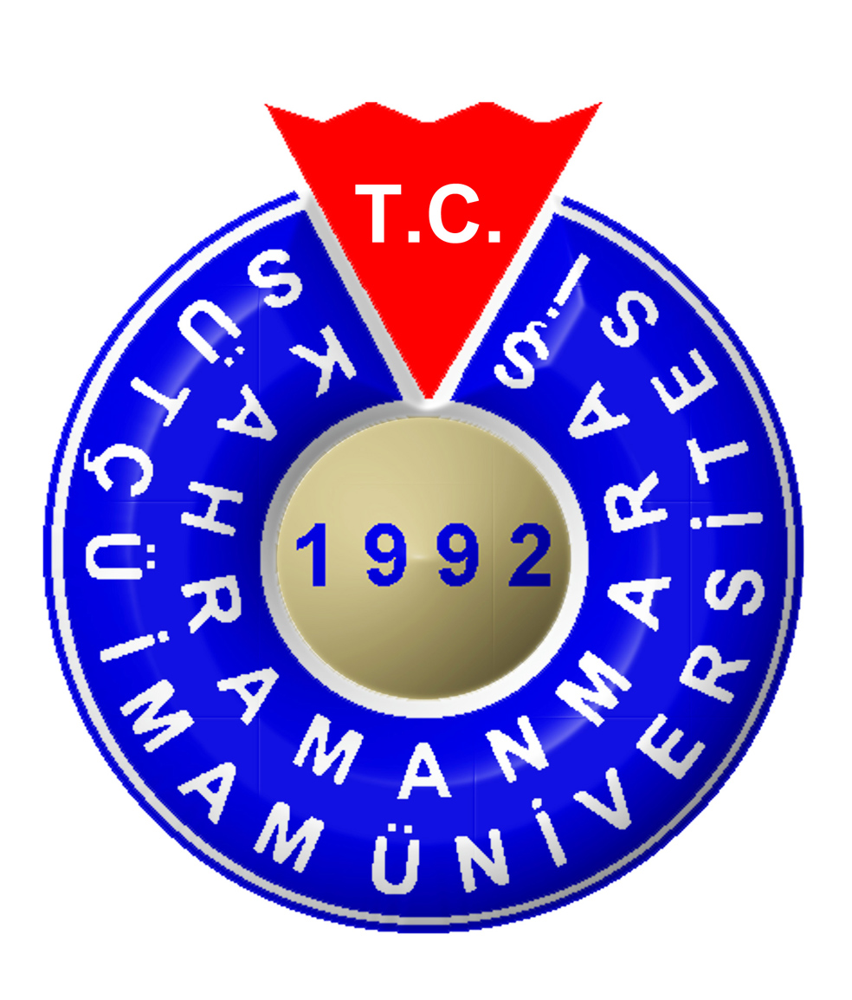 T.C.
KAHRAMANMARAŞ
SÜTÇÜ İMAM ÜNİVERSİTESİ
1992